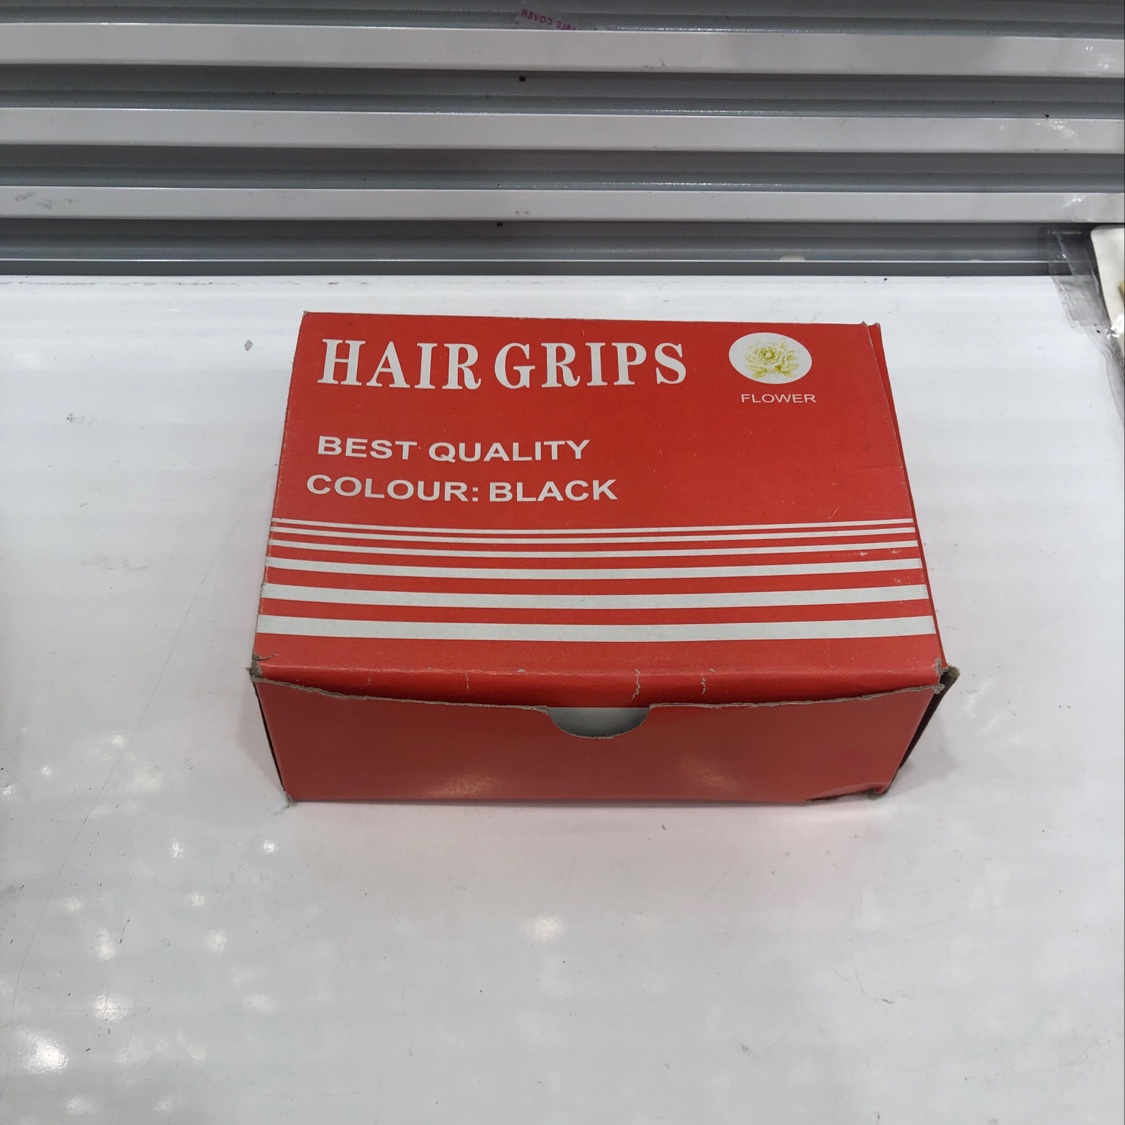 HAIR GRIPS
FLOWER
BEST QUALITY
COLOUR: BLACK